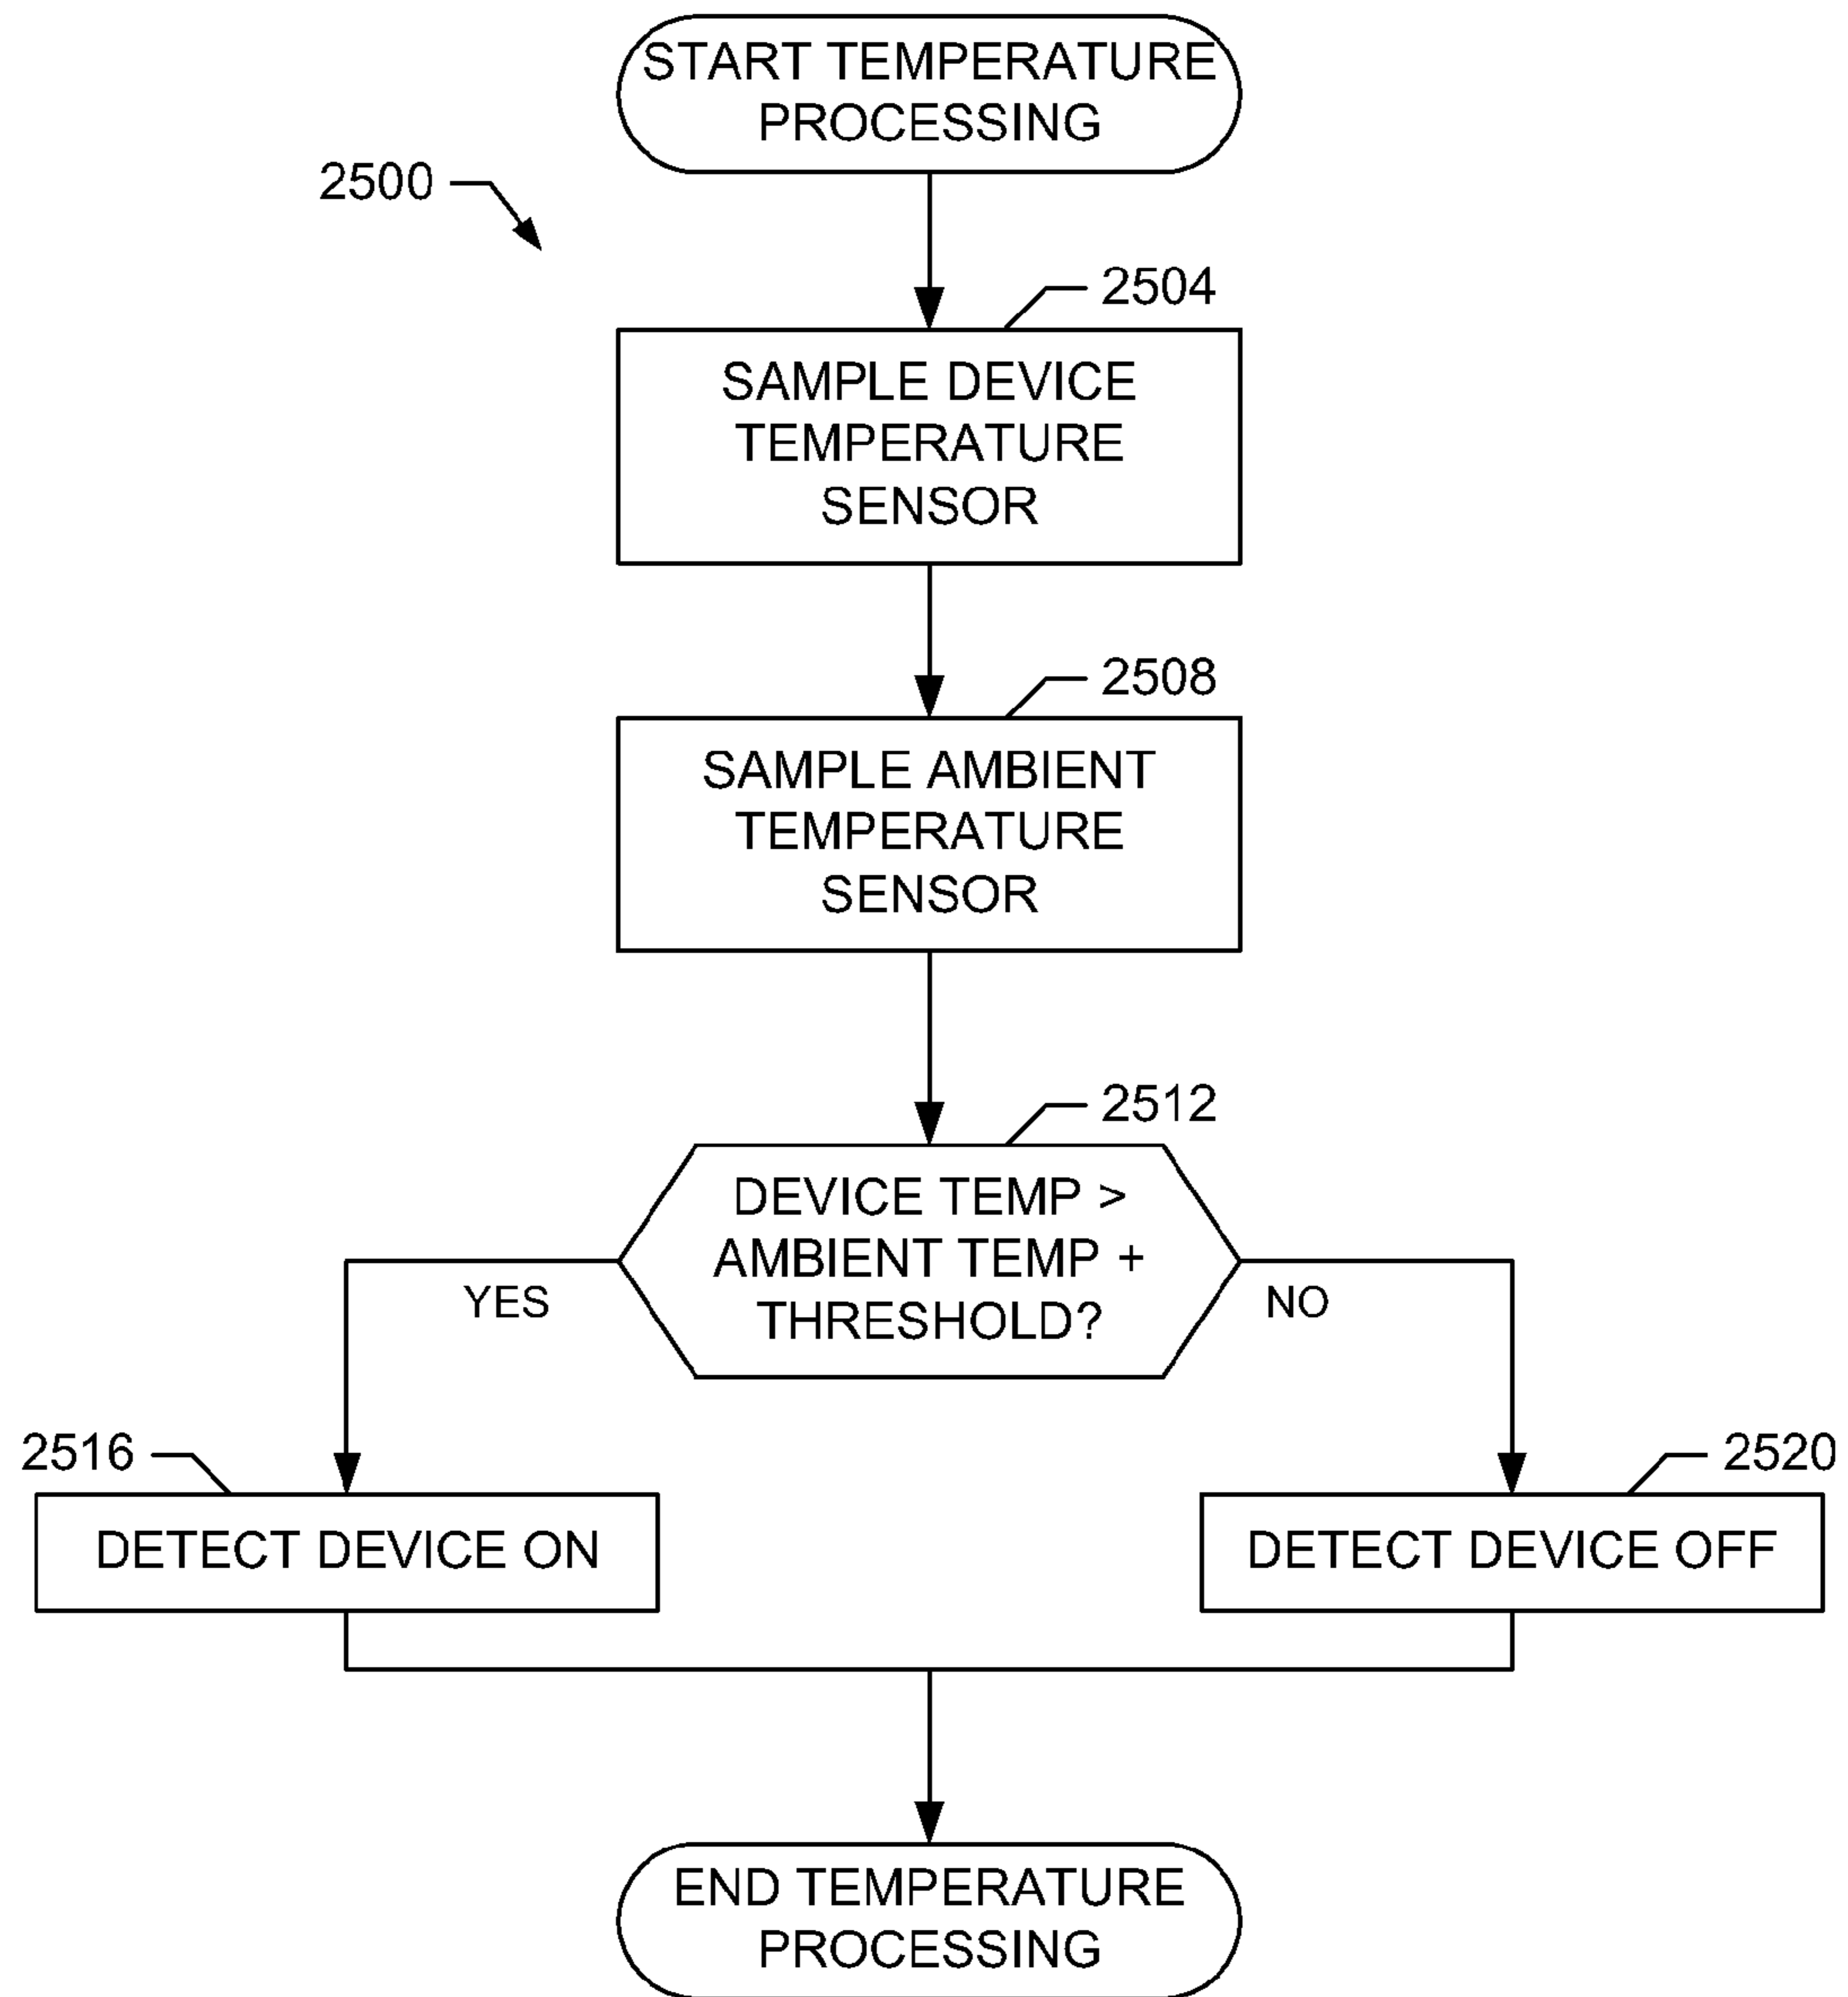 START TEMPERATURE
PROCESSING
2500
2504
SAMPLE DEVICE
TEMPERATURE
SENSOR
2508
SAMPLE AMBIENT
TEMPERATURE
SENSOR
2512
DEVICE TEMP >
AMBIENT TEMP +
THRESHOLD?
YES
NO
2516
2520
DETECT DEVICE ON
DETECT DEVICE OFF
END TEMPERATURE
PROCESSING